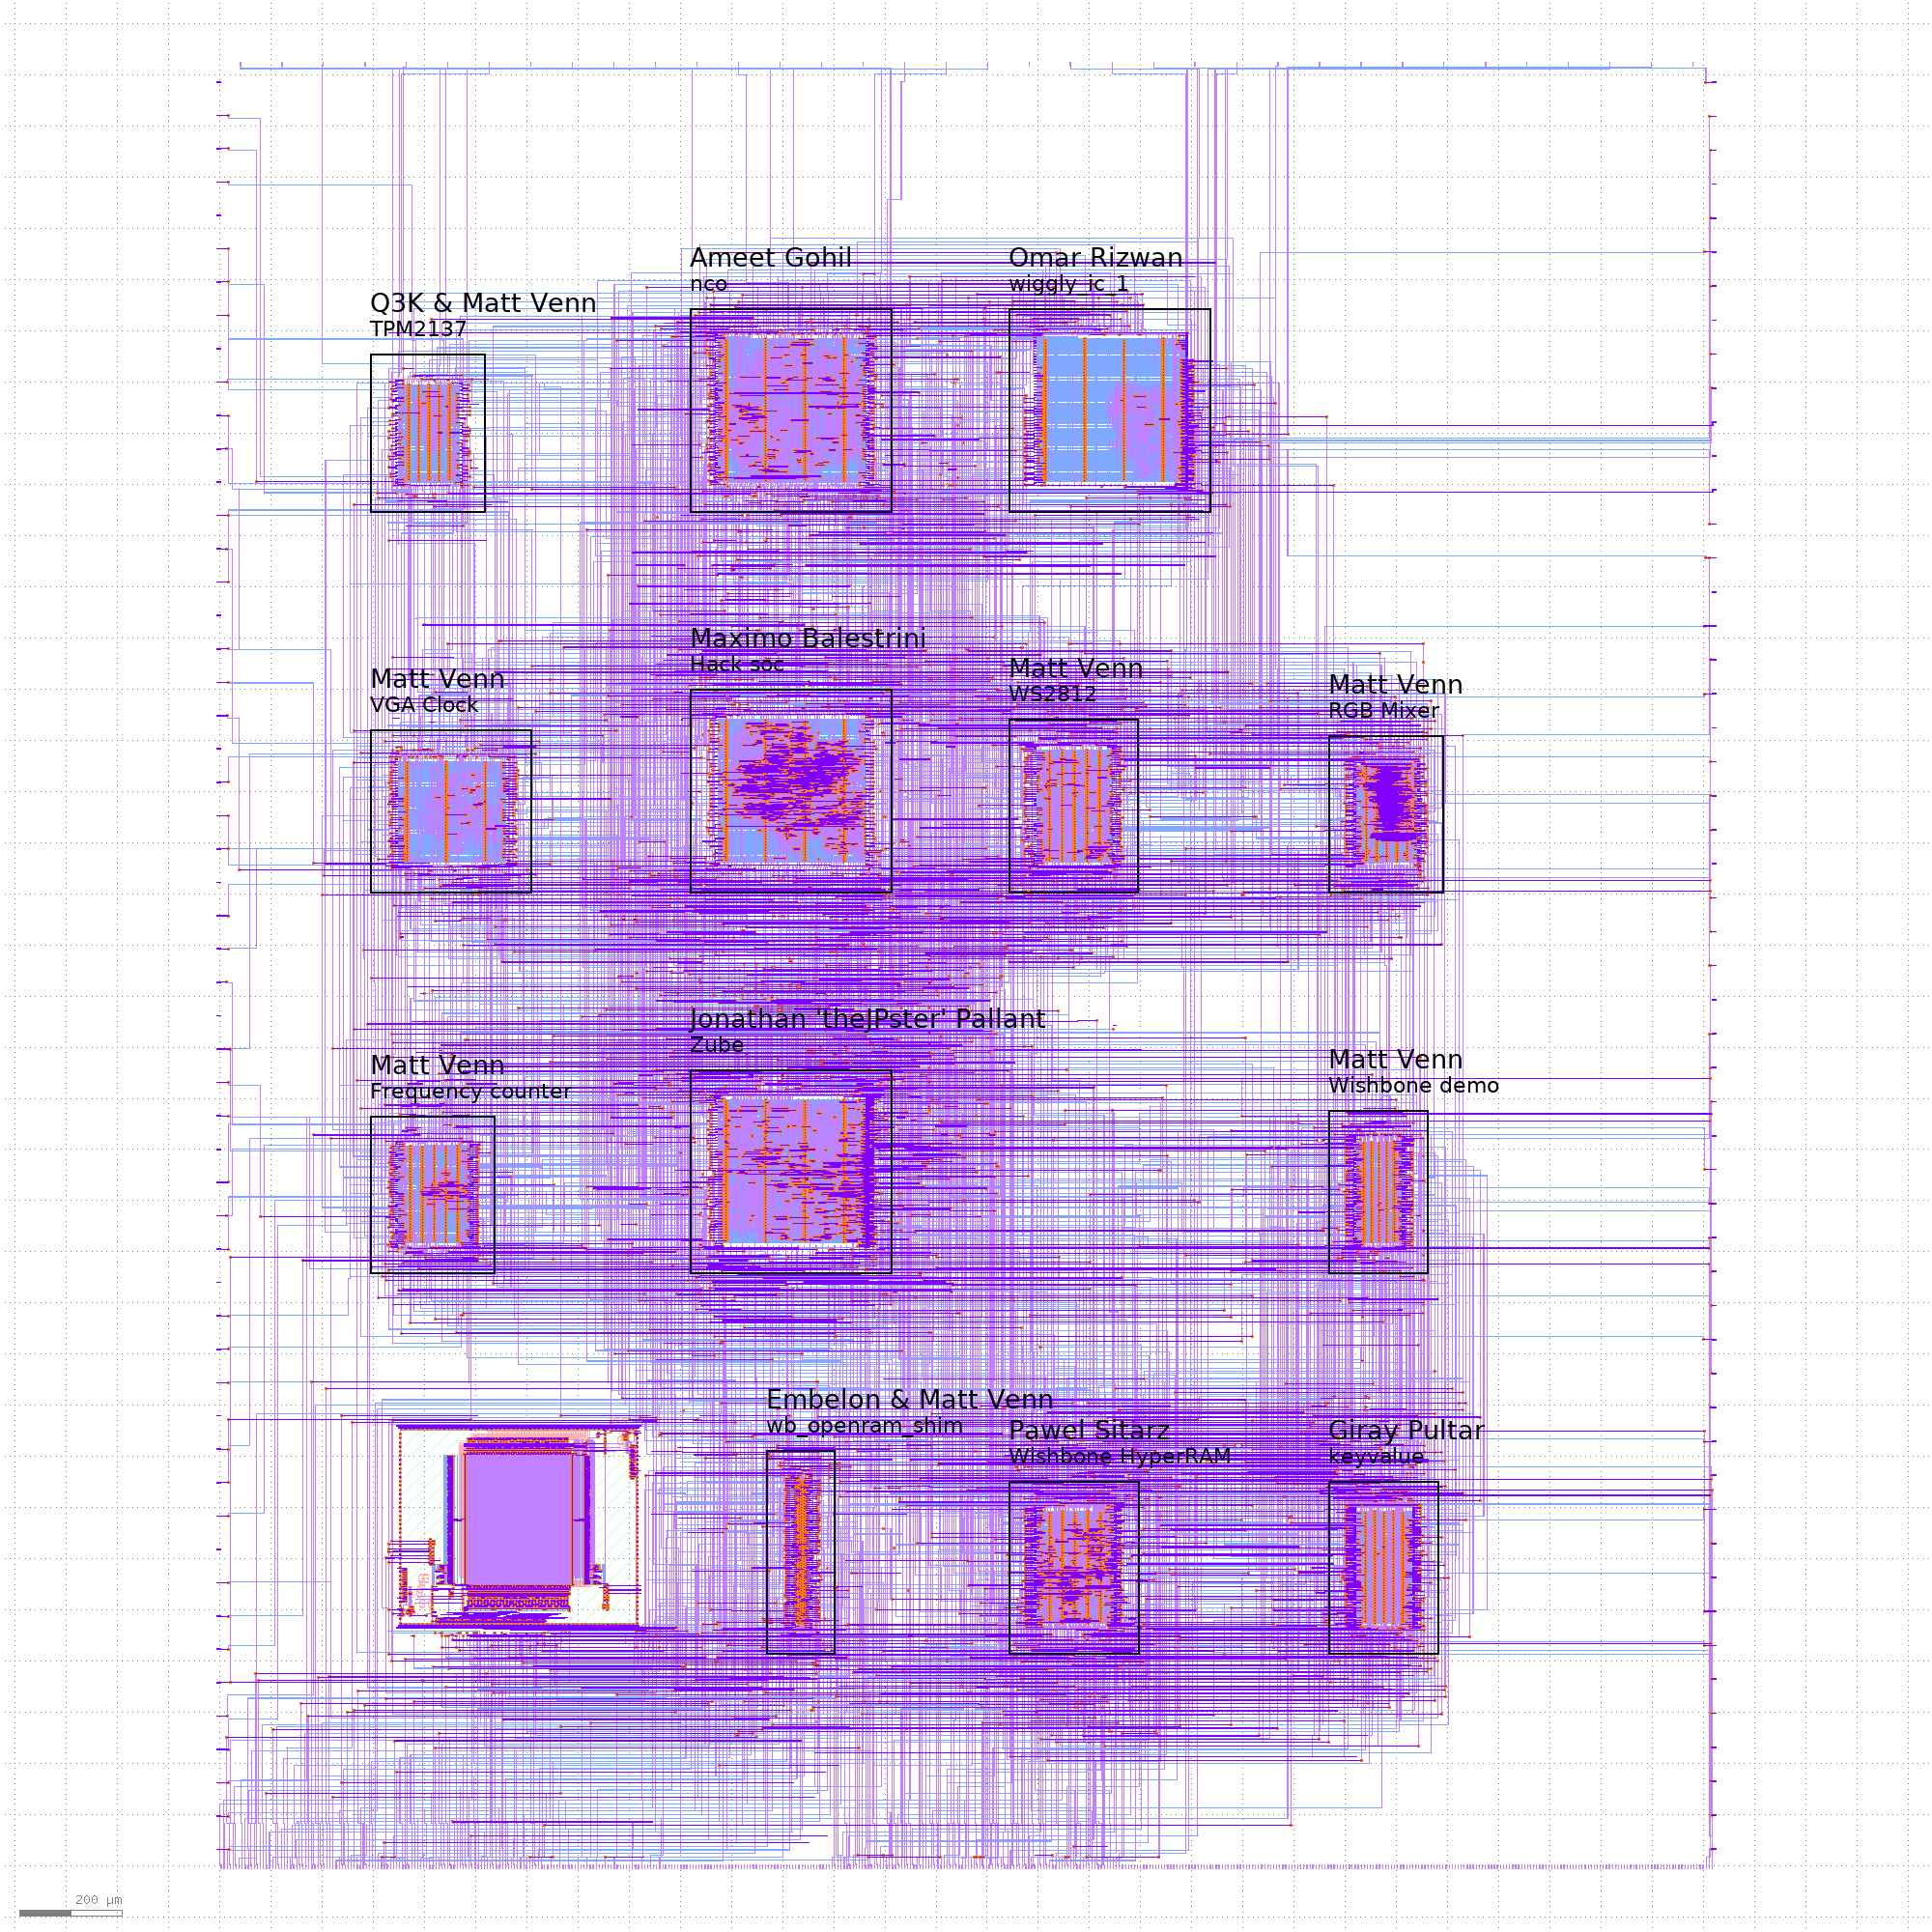 Ameet Gohil
nco
Omar Rizwan
wiggly_ic_1
Q3K & Matt Venn
TPM2137
Maximo Balestrini
Hack soc
Matt Venn
WS2812
Matt Venn
VGA Clock
Matt Venn
RGB Mixer
Jonathan 'theJPster' Pallant
Zube
Matt Venn
Frequency counter
Matt Venn
Wishbone demo
Embelon & Matt Venn
wb_openram_shim
Pawel Sitarz
Wishbone HyperRAM
Giray Pultar
keyvalue
200 µm